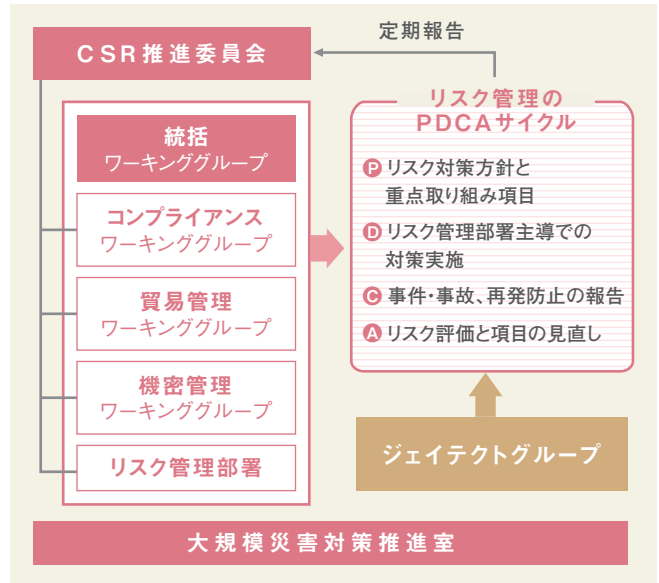 定期報告
CSR推進委員会
統括
ワーキンググループ
コンプライアンス
ワーキンググループ
貿易管理
ワーキンググループ
機密管理
ワーキンググループ
リスク管理部署
リスク管理の
PDCAサイクル
P リスク対策方針と
重点取り組み項目
D リスク管理部署主導での
対策実施
C 事件・事故、再発防止の報告
A リスク評価と項目の見直し
ジェイテクトグループ
大規模災害対策推進室